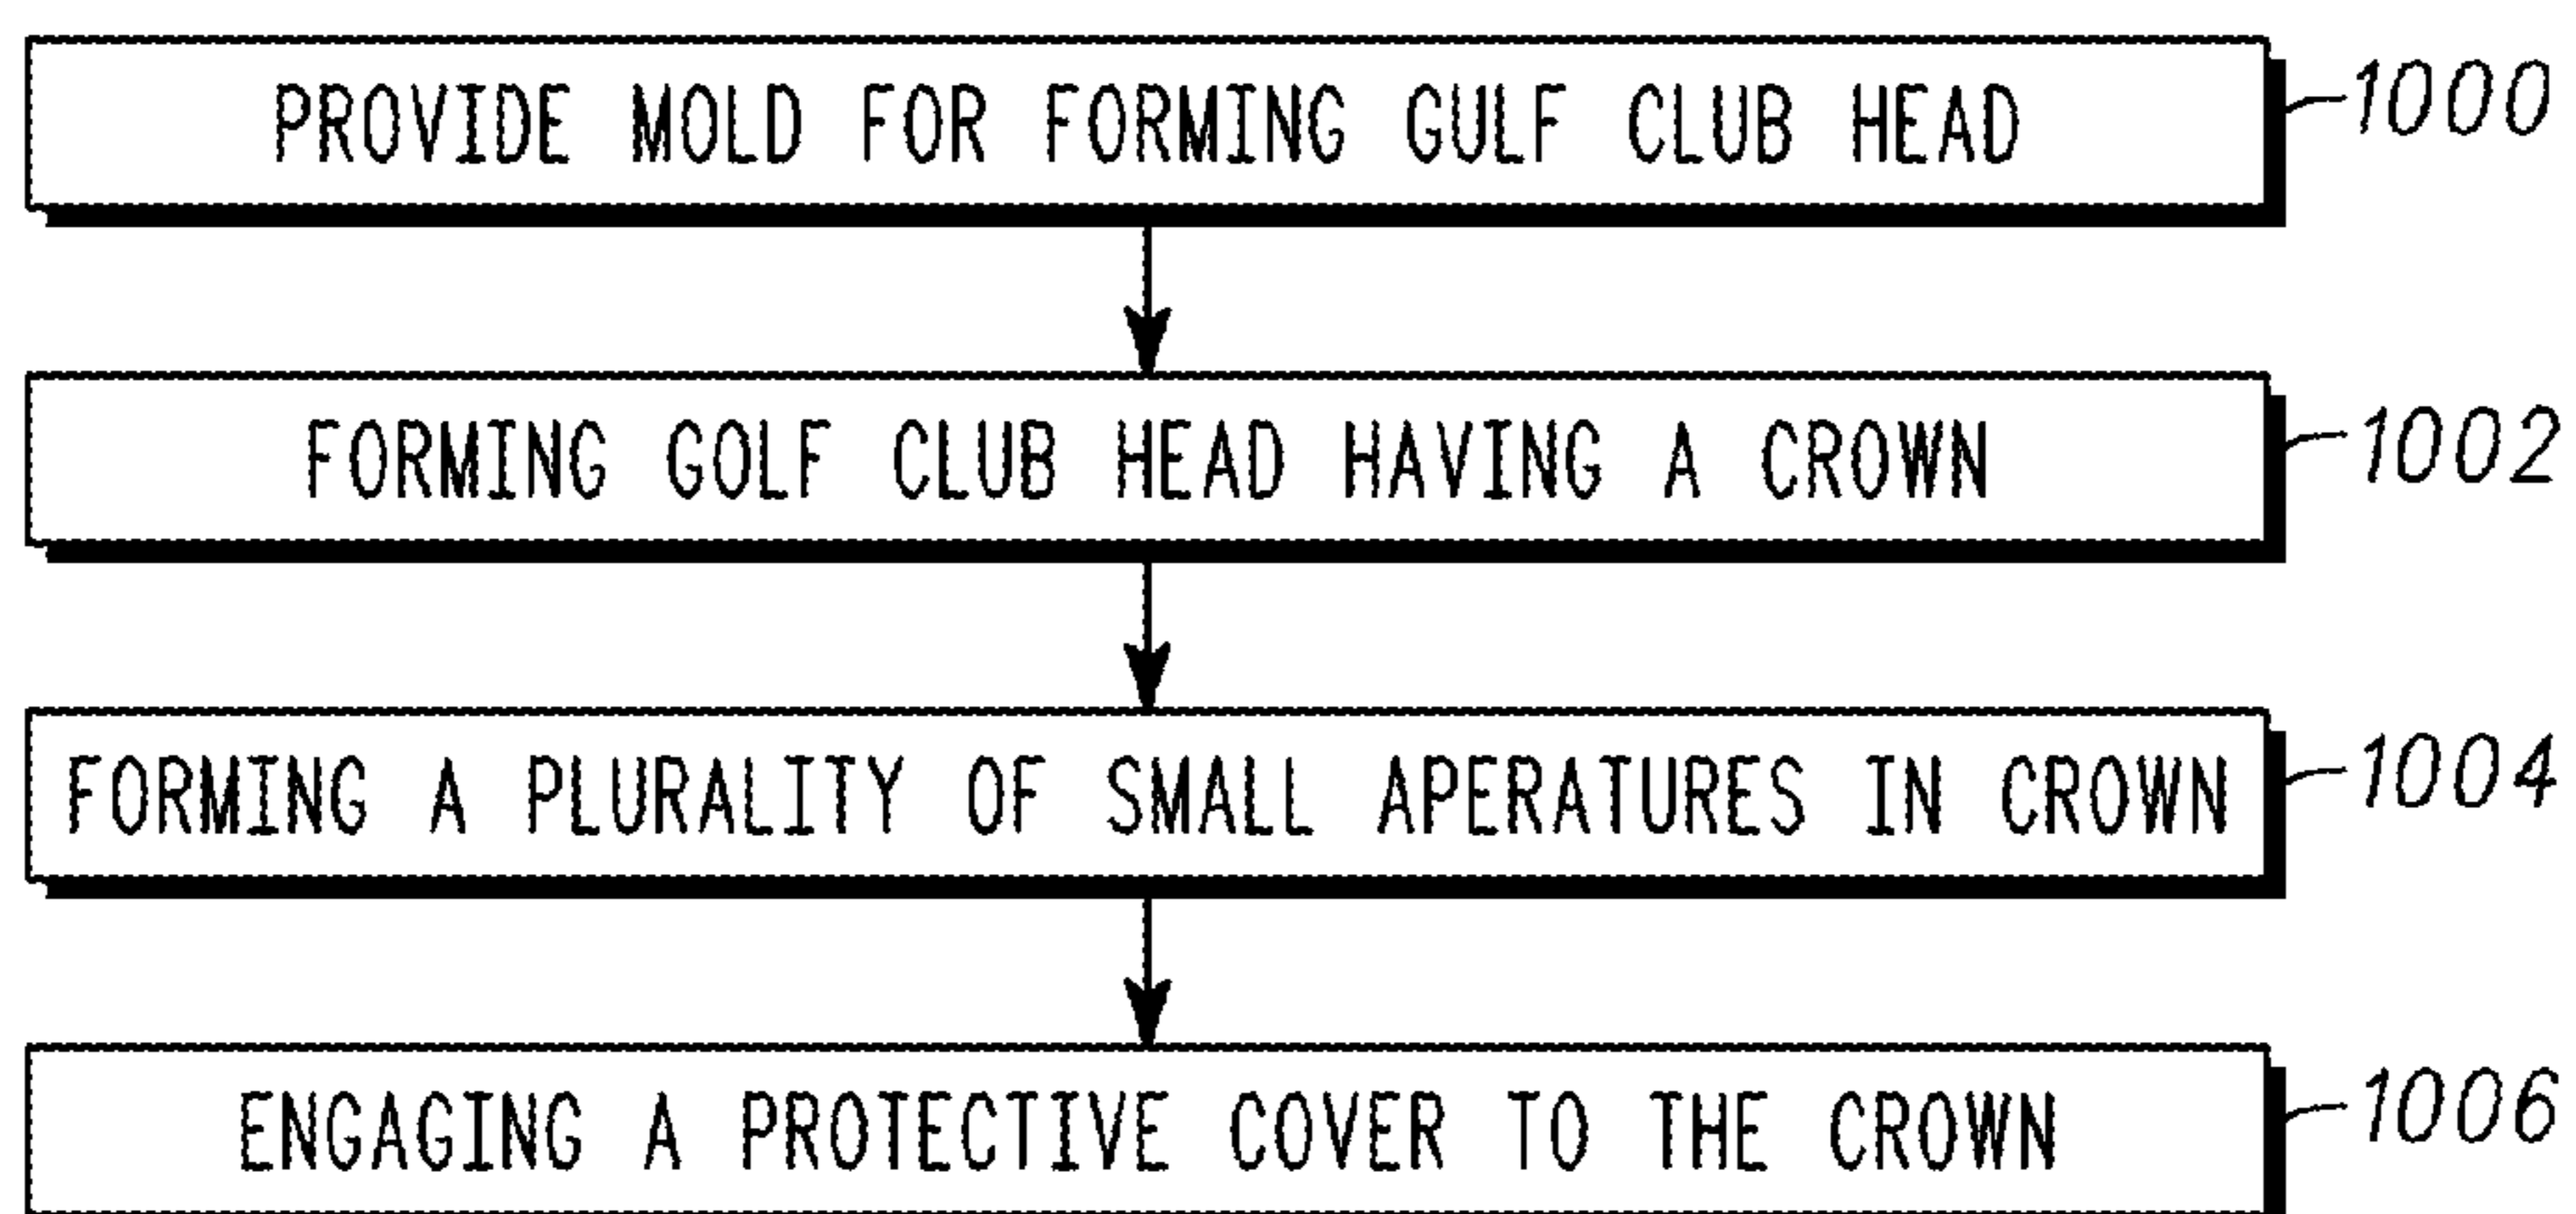 PROVIDE MOLD FOR FORMING GULF CLUB HEAD 1000
FORMING GOLF CLUB HEAD HAVING A CROWN 1002
FORMING A PLURALITY OF SMALL APERATURES IN CROWN 1004
ENGAGING A PROTECTIVE COVER TO THE CROWN 1006